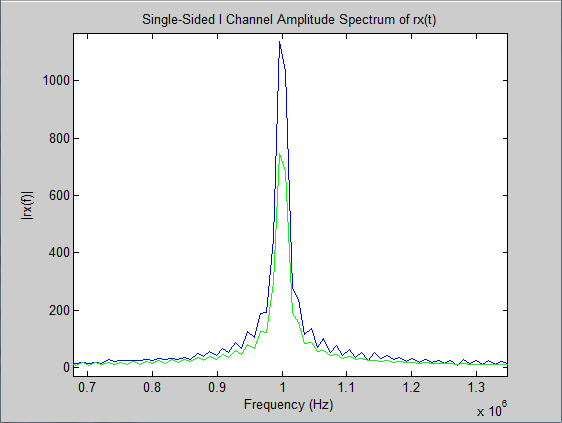 Single-Sided I Channel Amplitude Spectrum of rx(t)
1000
800
600
400
200
0
|rx(f)|
0.7 0.8 0.9 1 1.1 1.2 1.3
Frequency (Hz)
x 10^6